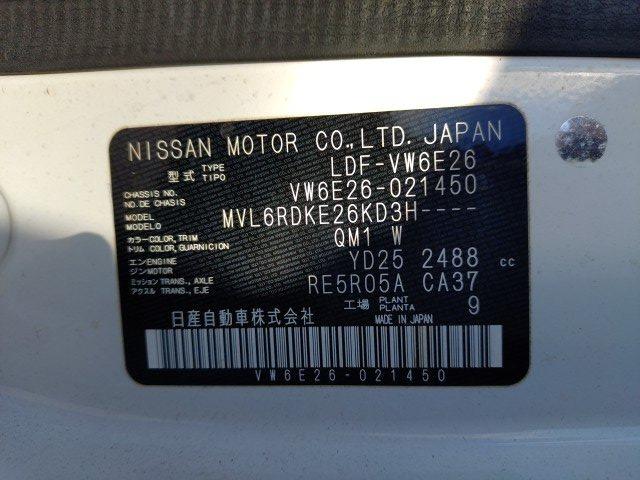 NISSAN MOTOR CO., LTD. JAPAN
型式 TYPE TIPO LDF-VW6E26
CHASSIS NO. NO. DE CHASIS VW6E26-021450
MODEL MODELO MVL6RDKE26KD3H----
カラー COLOR, TRIM トリム COLOR, GUARNICION QM1 W
エンジン ENGINE MOTOR YD25 2488 cc
ミッション TRANS., AXLE アクスル TRANS., EJE RE5R05A CA37
工場 PLANT PLANTA 9
日産自動車株式会社 MADE IN JAPAN
VW6E26-021450